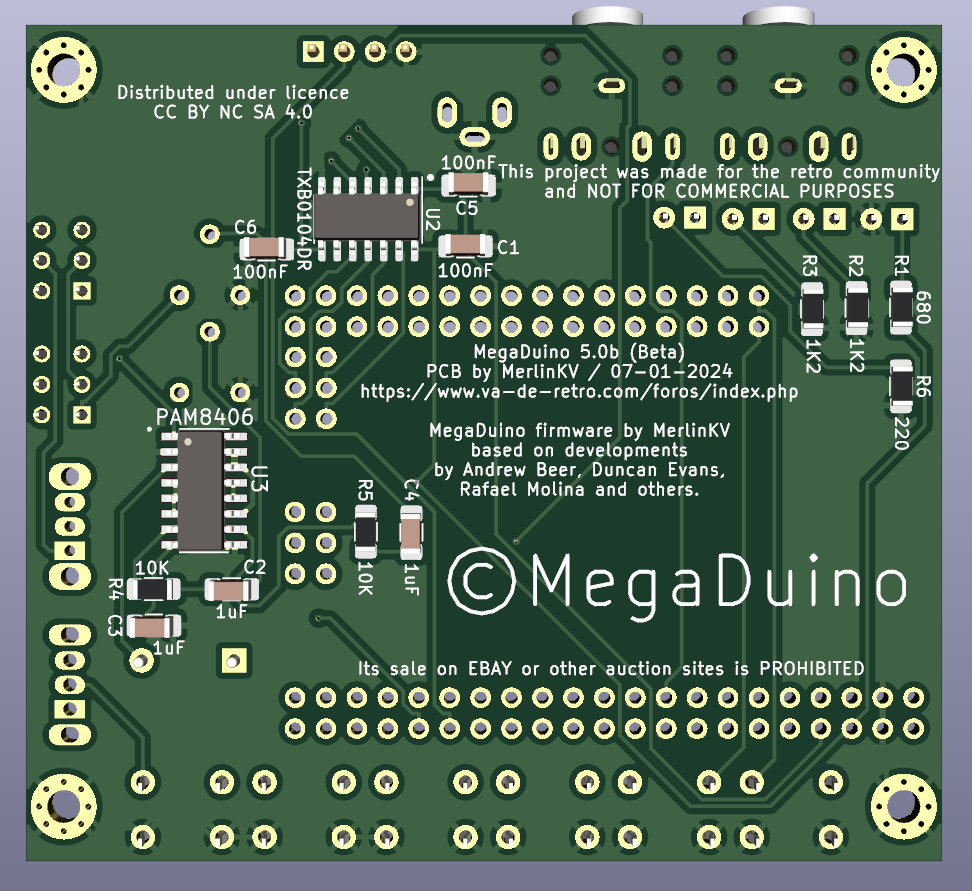 Distributed under licence
CC BY NC SA 4.0
100nF
This project was made for the retro community
and NOT FOR COMMERCIAL PURPOSES
TXB0104DR
U2
C5
C6
100nF
C1
100nF
R3
R2
R1
680
1K2
1K2
MegaDuino 5.0b (Beta)
PCB by MerlinKV / 07-01-2024
https://www.va-de-retro.com/foros/index.php
R6
220
PAM8406
U3
MegaDuino firmware by MerlinKV
based on developments
by Andrew Beer, Duncan Evans,
Rafael Molina and others.
R5
C4
10K
1uF
10K
C2
R4
1uF
C3
1uF
©MegaDuino
Its sale on EBAY or other auction sites is PROHIBITED